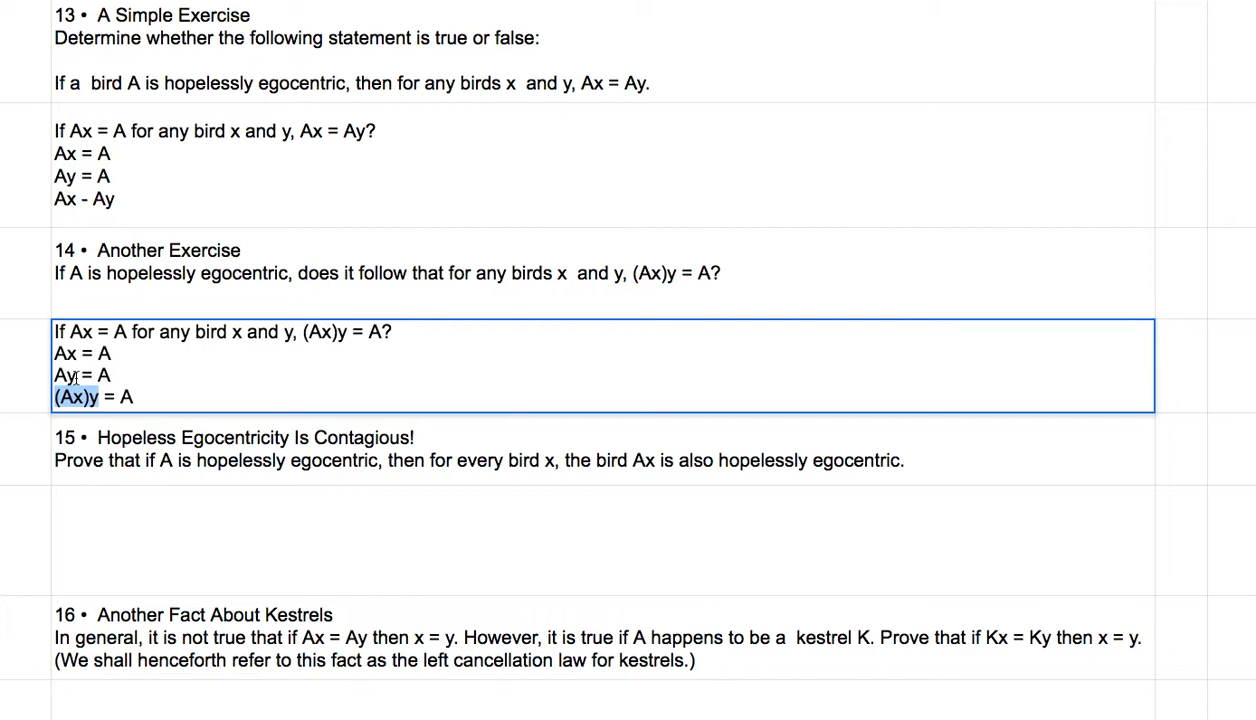 13 •  A Simple Exercise
Determine whether the following statement is true or false:
If a  bird A is hopelessly egocentric, then for any birds x  and y, Ax = Ay.
If Ax = A for any bird x and y, Ax = Ay?
Ax = A
Ay = A
Ax - Ay
14 •  Another Exercise
If A is hopelessly egocentric, does it follow that for any birds x  and y, (Ax)y = A?
If Ax = A for any bird x and y, (Ax)y = A?
Ax = A
Ay = A
(Ax)y = A
15 •  Hopeless Egocentricity Is Contagious!
Prove that if A is hopelessly egocentric, then for every bird x, the bird Ax is also hopelessly egocentric.
16 •  Another Fact About Kestrels
In general, it is not true that if Ax = Ay then x = y. However, it is true if A happens to be a  kestrel K. Prove that if Kx = Ky then x = y.
(We shall henceforth refer to this fact as the left cancellation law for kestrels.)